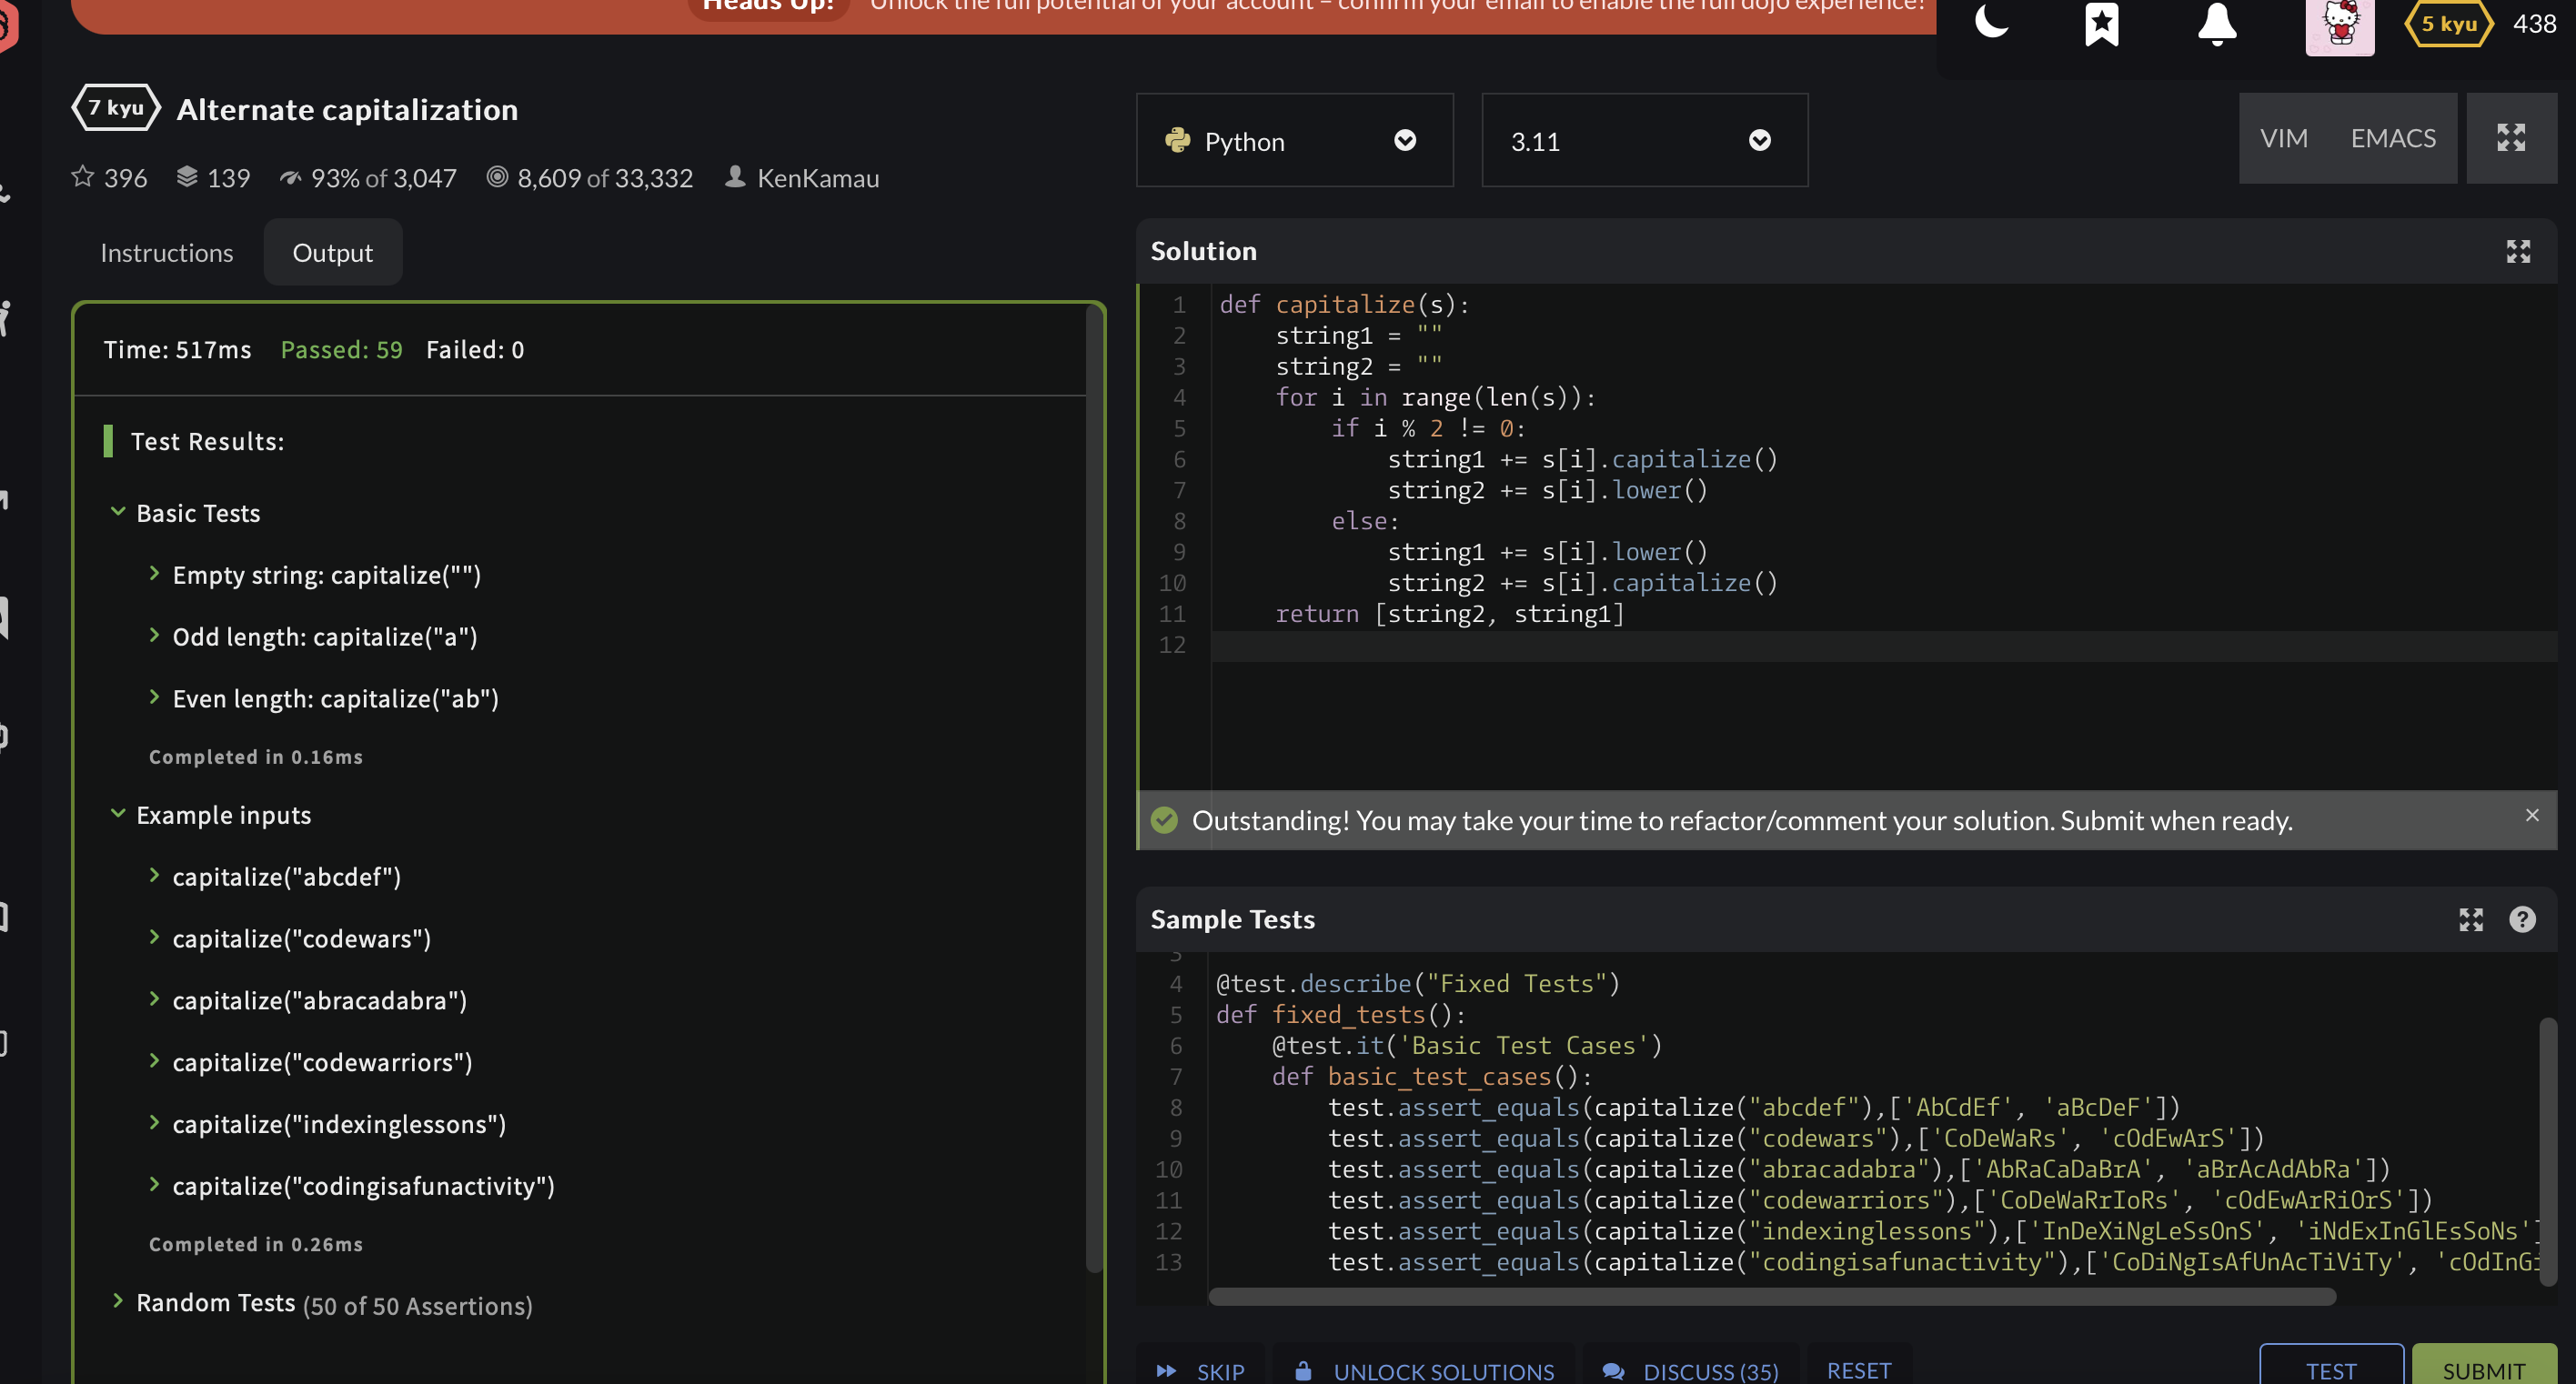 Heads Up! Unlock the full potential of your account – confirm your email to enable the full dojo experience!
5 kyu 438
7 kyu Alternate capitalization
396 139 93% of 3,047 8,609 of 33,332 KenKamau
Instructions Output
Time: 517ms Passed: 59 Failed: 0
Test Results:
Basic Tests
Empty string: capitalize("")
Odd length: capitalize("a")
Even length: capitalize("ab")
Completed in 0.16ms
Example inputs
capitalize("abcdef")
capitalize("codewars")
capitalize("abracadabra")
capitalize("codewarriors")
capitalize("indexinglessons")
capitalize("codingisafunactivity")
Completed in 0.26ms
Random Tests (50 of 50 Assertions)
Python 3.11 VIM EMACS
Solution
1 def capitalize(s):
2     string1 = ""
3     string2 = ""
4     for i in range(len(s)):
5         if i % 2 != 0:
6             string1 += s[i].capitalize()
7             string2 += s[i].lower()
8         else:
9             string1 += s[i].lower()
10             string2 += s[i].capitalize()
11     return [string2, string1]
12
Outstanding! You may take your time to refactor/comment your solution. Submit when ready.
Sample Tests
3
4 @test.describe("Fixed Tests")
5 def fixed_tests():
6     @test.it('Basic Test Cases')
7     def basic_test_cases():
8         test.assert_equals(capitalize("abcdef"),['AbCdEf', 'aBcDeF'])
9         test.assert_equals(capitalize("codewars"),['CoDeWaRs', 'cOdEwArS'])
10         test.assert_equals(capitalize("abracadabra"),['AbRaCaDaBrA', 'aBrAcAdAbRa'])
11         test.assert_equals(capitalize("codewarriors"),['CoDeWaRrIoRs', 'cOdEwArRiOrS'])
12         test.assert_equals(capitalize("indexinglessons"),['InDeXiNgLeSsOnS', 'iNdExInGlEsSoNs']
13         test.assert_equals(capitalize("codingisafunactivity"),['CoDiNgIsAfUnAcTiViTy', 'cOdInGi
SKIP UNLOCK SOLUTIONS DISCUSS (35) RESET TEST SUBMIT